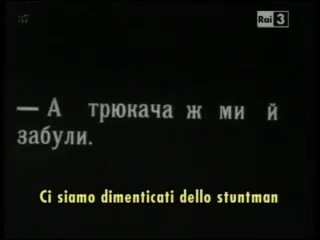 Rai 3
— А трюкача ж ми й
забули.
Ci siamo dimenticati dello stuntman